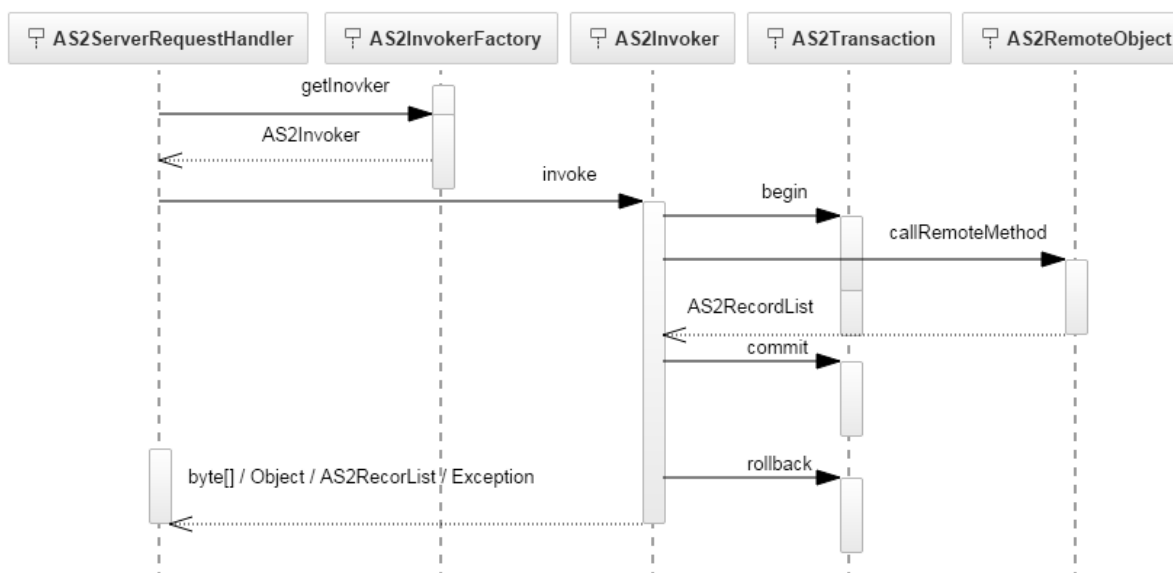 AS2ServerRequestHandler
AS2InvokerFactory
AS2Invoker
AS2Transaction
AS2RemoteObject
getInovker
AS2Invoker
invoke
begin
callRemoteMethod
AS2RecordList
commit
rollback
byte[] / Object / AS2RecorList / Exception